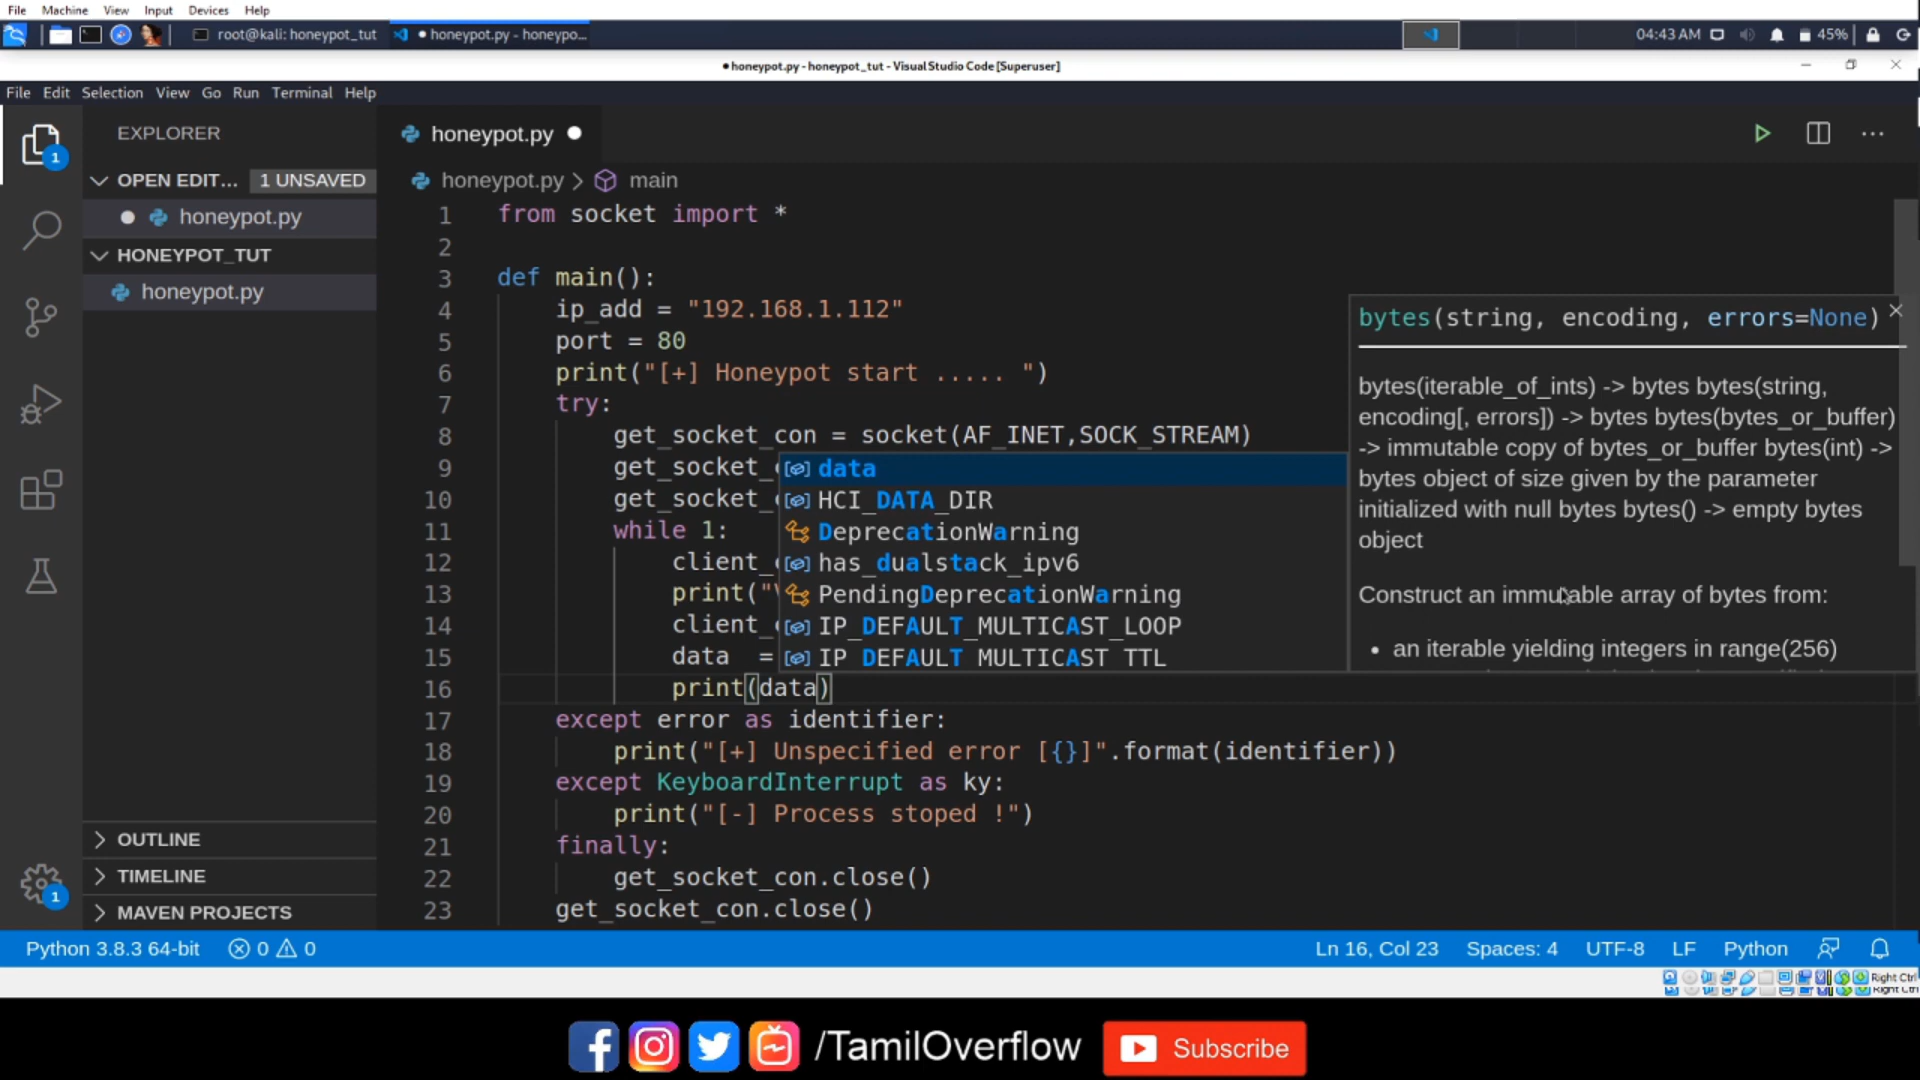 File Machine View Input Devices Help
root@kali: honeypot_tut
● honeypot.py - honeypo...
04:43 AM
45%
● honeypot.py - honeypot_tut - Visual Studio Code [Superuser]
File Edit Selection View Go Run Terminal Help
EXPLORER
1
OPEN EDIT... 1 UNSAVED
● honeypot.py
HONEYPOT_TUT
honeypot.py
OUTLINE
TIMELINE
MAVEN PROJECTS
1
honeypot.py ●
honeypot.py > main
1 from socket import *
2
3 def main():
4 ip_add = "192.168.1.112"
5 port = 80
6 print("[+] Honeypot start ..... ")
7 try:
8 get_socket_con = socket(AF_INET,SOCK_STREAM)
9 get_socket_
10 get_socket_
11 while 1:
12 client_
13 print("
14 client_
15 data =
16 print(data)
17 except error as identifier:
18 print("[+] Unspecified error [{}]".format(identifier))
19 except KeyboardInterrupt as ky:
20 print("[-] Process stoped !")
21 finally:
22 get_socket_con.close()
23 get_socket_con.close()
data
HCI_DATA_DIR
DeprecationWarning
has_dualstack_ipv6
PendingDeprecationWarning
IP_DEFAULT_MULTICAST_LOOP
IP_DEFAULT_MULTICAST_TTL
bytes(string, encoding, errors=None)
bytes(iterable_of_ints) -> bytes bytes(string,
encoding[, errors]) -> bytes bytes(bytes_or_buffer)
-> immutable copy of bytes_or_buffer bytes(int) ->
bytes object of size given by the parameter
initialized with null bytes bytes() -> empty bytes
object
Construct an immutable array of bytes from:
• an iterable yielding integers in range(256)
Python 3.8.3 64-bit 0 0
Ln 16, Col 23 Spaces: 4 UTF-8 LF Python
Right Ctrl
Right Ctrl
/TamilOverflow
Subscribe